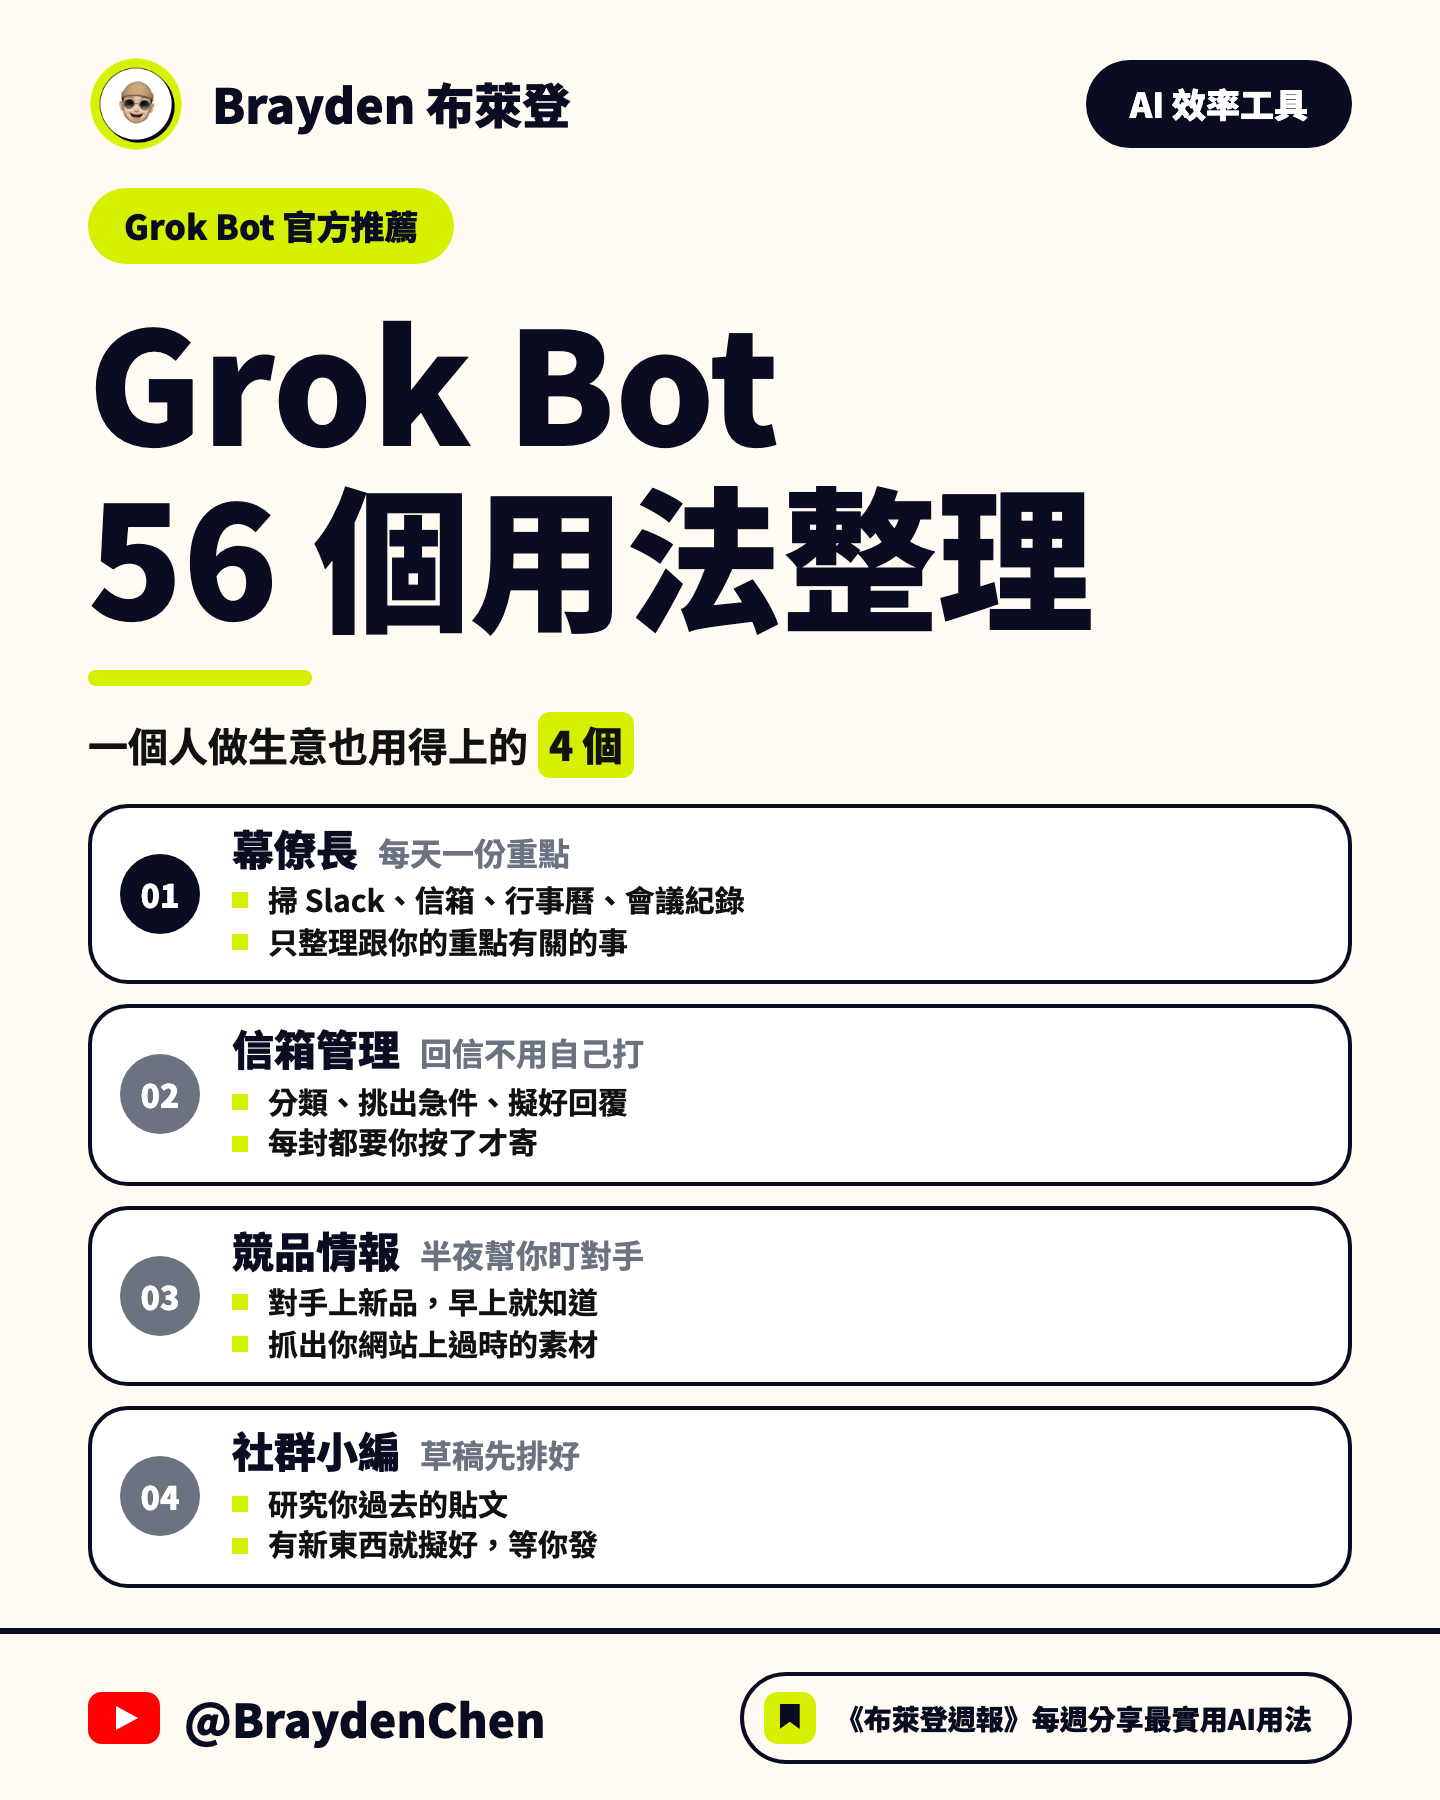 Brayden 布萊登
AI 效率工具
Grok Bot 官方推薦
Grok Bot
56 個用法整理
一個人做生意也用得上的 4 個
01
幕僚長 每天一份重點
掃 Slack、信箱、行事曆、會議紀錄
只整理跟你的重點有關的事
02
信箱管理 回信不用自己打
分類、挑出急件、擬好回覆
每封都要你按了才寄
03
競品情報 半夜幫你盯對手
對手上新品，早上就知道
抓出你網站上過時的素材
04
社群小編 草稿先排好
研究你過去的貼文
有新東西就擬好，等你發
@BraydenChen
《布萊登週報》每週分享最實用AI用法